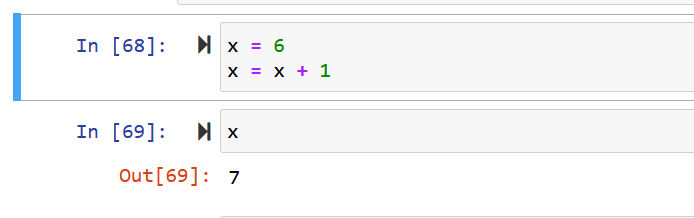 In [68]: x = 6
x = x + 1
In [69]: x
Out[69]: 7